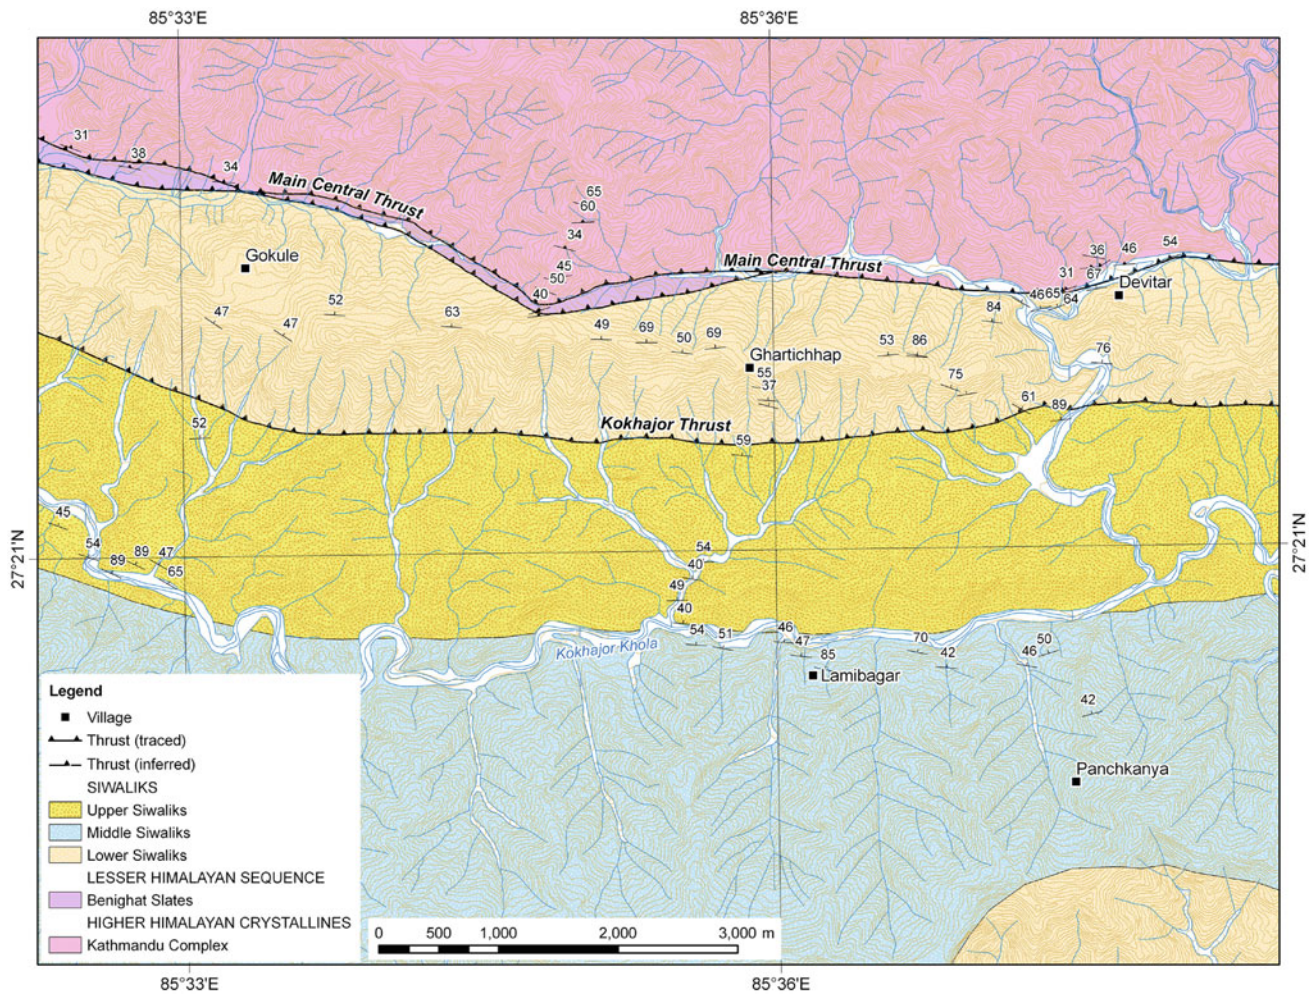 85°33'E
85°36'E
31
38
34
Main Central Thrust
65
60
34
45
50
40
Main Central Thrust
36
46
54
31
67
Devitar
46
65
64
Gokule
47
47
52
63
49
69
50
69
84
53
86
76
Ghartichhap
55
37
75
61
89
Kokhajor Thrust
52
59
45
54
89
89
47
65
27°21'N
27°21'N
54
40
49
40
54
51
46
47
85
70
42
50
46
Kokhajor Khola
Lamibagar
42
Panchkanya
Legend
Village
Thrust (traced)
Thrust (inferred)
SIWALIKS
Upper Siwaliks
Middle Siwaliks
Lower Siwaliks
LESSER HIMALAYAN SEQUENCE
Benighat Slates
HIGHER HIMALAYAN CRYSTALLINES
Kathmandu Complex
0 500 1,000 2,000 3,000 m
85°33'E
85°36'E